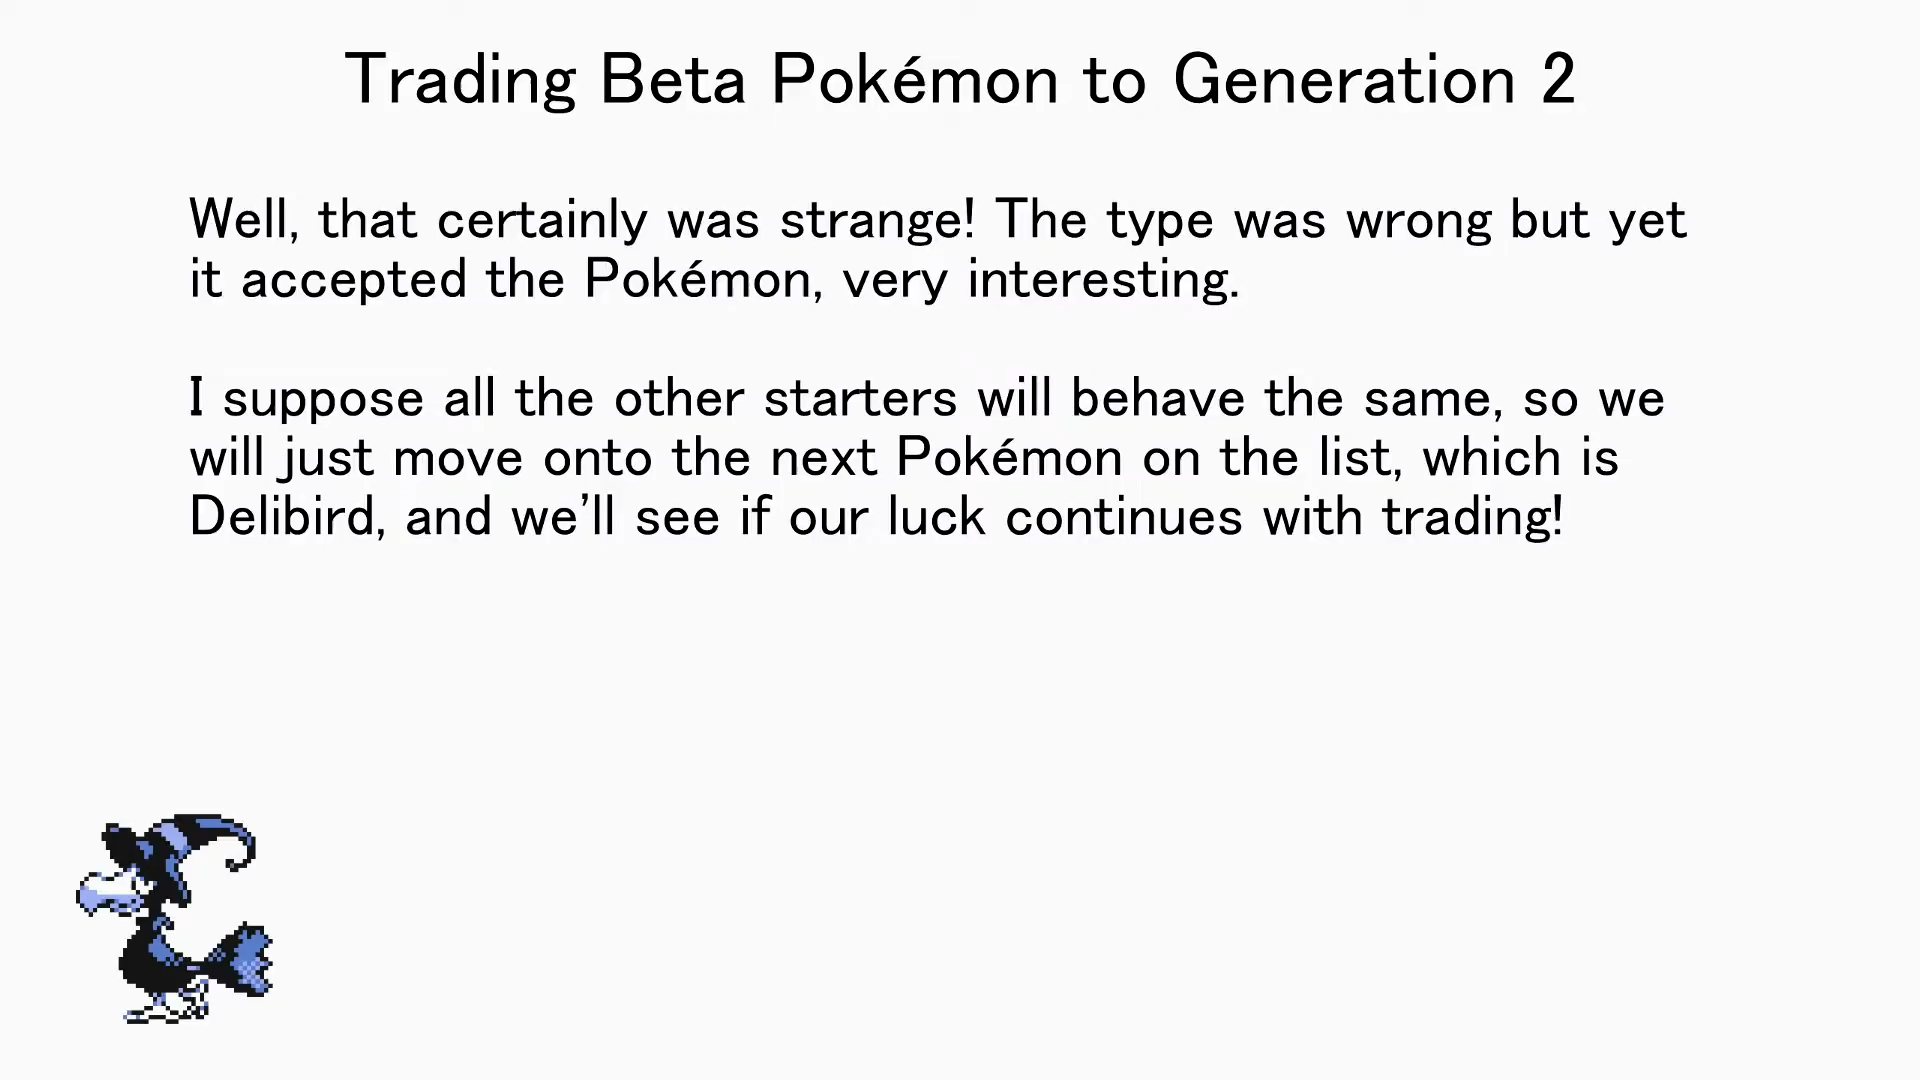 Trading Beta Pokémon to Generation 2
Well, that certainly was strange! The type was wrong but yet
it accepted the Pokémon, very interesting.
I suppose all the other starters will behave the same, so we
will just move onto the next Pokémon on the list, which is
Delibird, and we’ll see if our luck continues with trading!